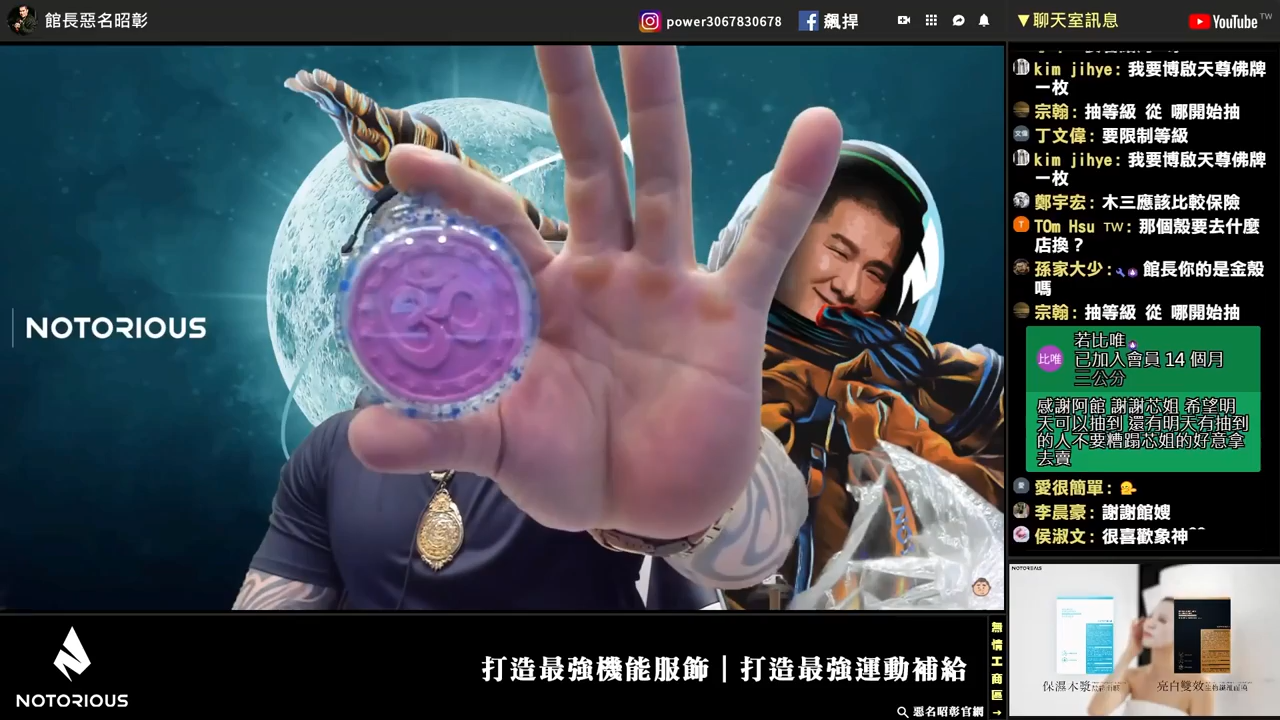 館長惡名昭彰
power3067830678
飆捍
▼聊天室訊息
YouTube TW
kim jihye: 我要博啟天尊佛牌
一枚
宗翰: 抽等級 從 哪開始抽
丁文偉: 要限制等級
kim jihye: 我要博啟天尊佛牌
一枚
鄭宇宏: 木三應該比較保險
TOm Hsu TW: 那個殼要去什麼
店換？
孫家大少: 館長你的是金殼
嗎
宗翰: 抽等級 從 哪開始抽
比唯
若比唯
已加入會員 14 個月
三公分
感謝阿館 謝謝芯姐 希望明
天可以抽到 還有明天有抽到
的人不要糟蹋芯姐的好意拿
去賣
愛很簡單:
李晨豪: 謝謝館嫂
侯淑文: 很喜歡象神^^
NOTORIOUS
NOTORIOUS
打造最強機能服飾｜打造最強運動補給
惡名昭彰官網
無情工商區→
NOTORIOUS
保濕本漿
亮白雙效